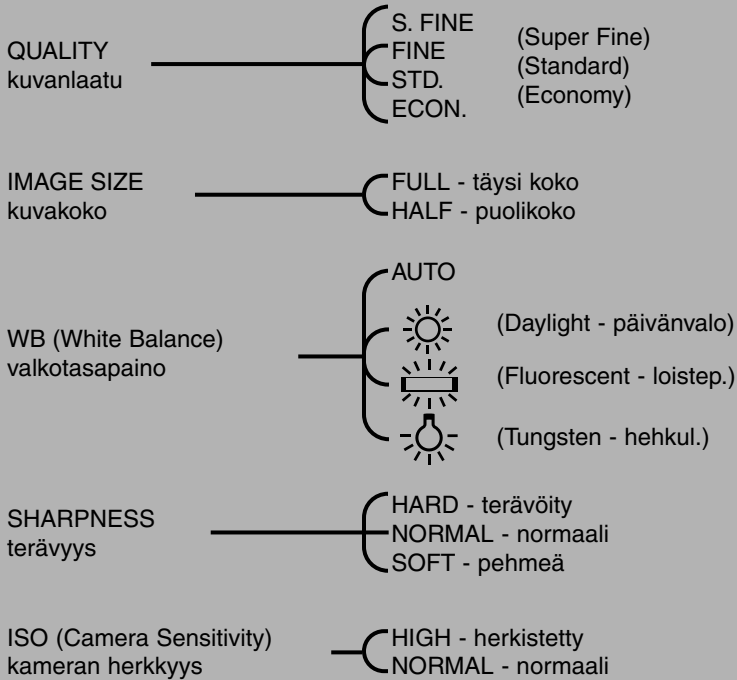 QUALITY
kuvanlaatu
S. FINE
FINE
STD.
ECON.
(Super Fine)
(Standard)
(Economy)
IMAGE SIZE
kuvakoko
FULL - täysi koko
HALF - puolikoko
WB (White Balance)
valkotasapaino
AUTO
(Daylight - päivänvalo)
(Fluorescent - loistep.)
(Tungsten - hehkul.)
SHARPNESS
terävyys
HARD - terävöity
NORMAL - normaali
SOFT - pehmeä
ISO (Camera Sensitivity)
kameran herkkyys
HIGH - herkistetty
NORMAL - normaali